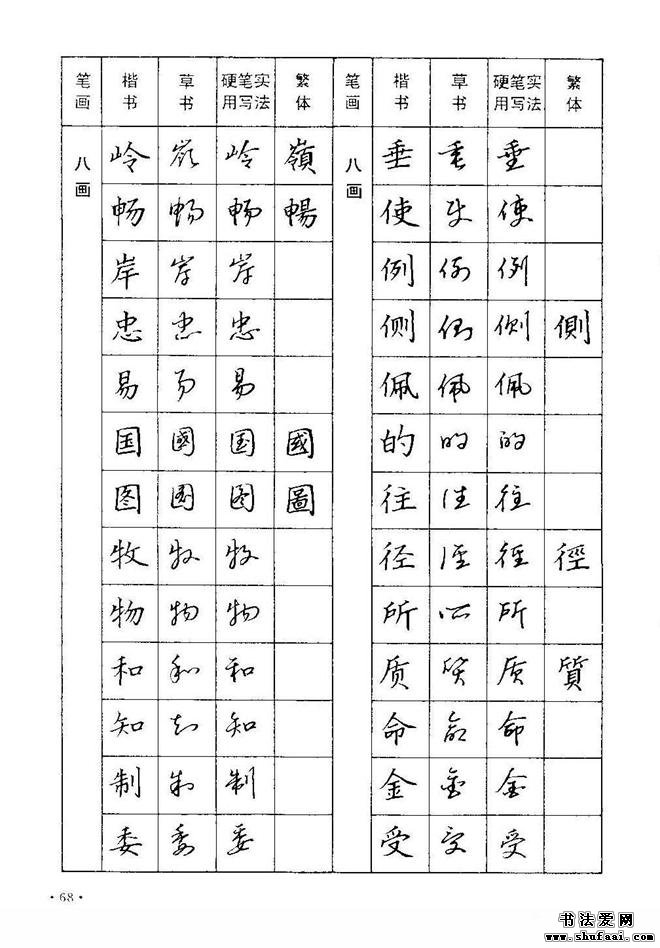 笔画 楷书 草书 硬笔实用写法 繁体 笔画 楷书 草书 硬笔实用写法 繁体
八画 岭 岭 岭 嶺 八画 垂 垂 垂
畅 畅 畅 暢 使 使 使
岸 岸 岸 例 例 例
忠 忠 忠 侧 侧 侧 側
易 易 易 佩 佩 佩
国 國 国 國 的 的 的
图 图 图 圖 往 往 往
牧 牧 牧 径 径 径 徑
物 物 物 所 所 所
和 和 和 质 质 质 質
知 知 知 命 命 命
制 制 制 金 金 金
委 委 委 受 受 受
·68·
书法爱网
www.shufaai.com